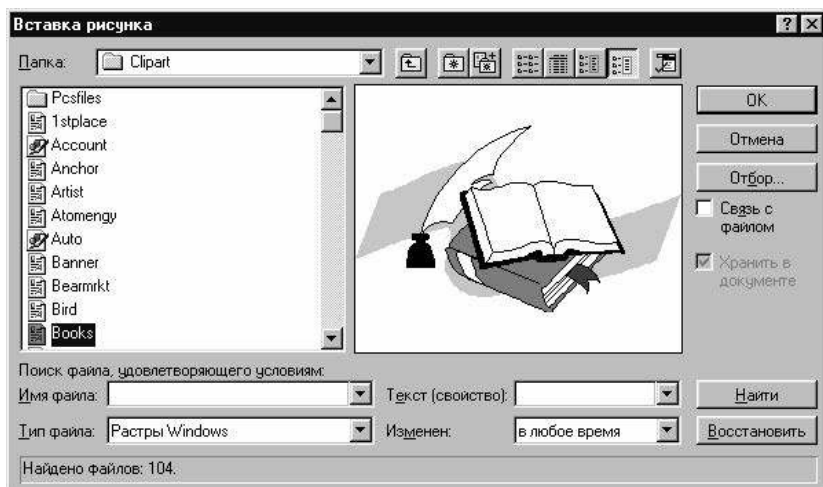 Вставка рисунка
Папка: Clipart
Pcsfiles
1stplace
Account
Anchor
Artist
Atomengy
Auto
Banner
Bearmrkt
Bird
Books
OK
Отмена
Отбор...
Связь с
файлом
Хранить в
документе
Поиск файла, удовлетворяющего условиям:
Имя файла: Текст (свойство): Найти
Тип файла: Растры Windows Изменен: в любое время Восстановить
Найдено файлов: 104.